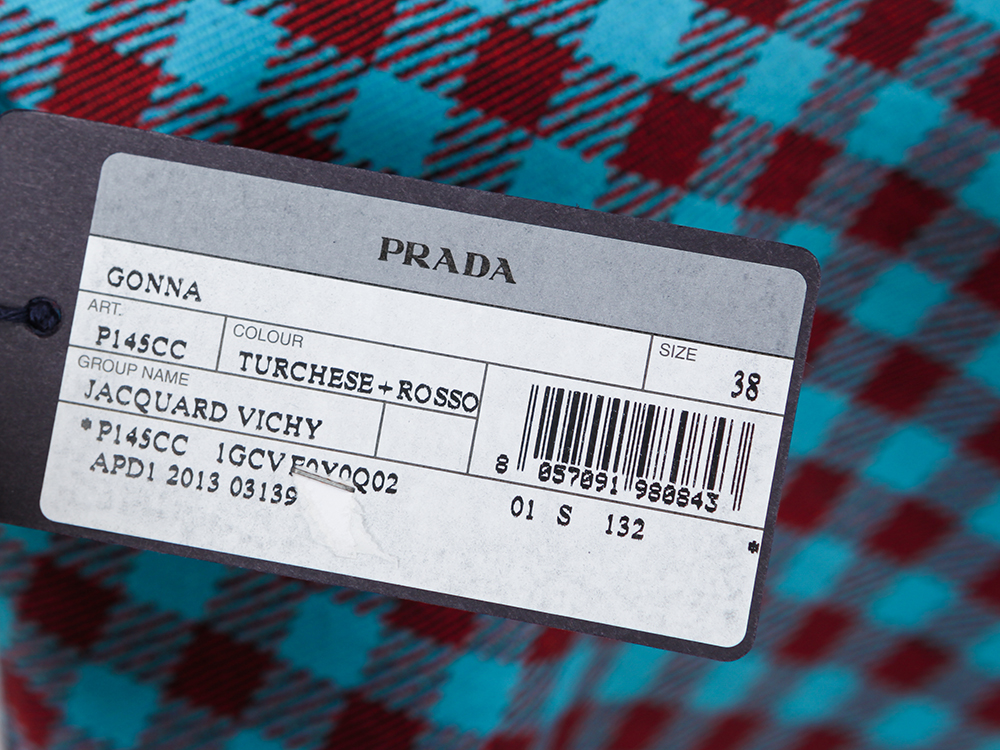 PRADA
GONNA
ART.
P145CC
COLOUR
TURCHESE+ROSSO
SIZE
38
GROUP NAME
JACQUARD VICHY
*P145CC
8 057091 980843
APD1 2013 03139
01 S 132
*